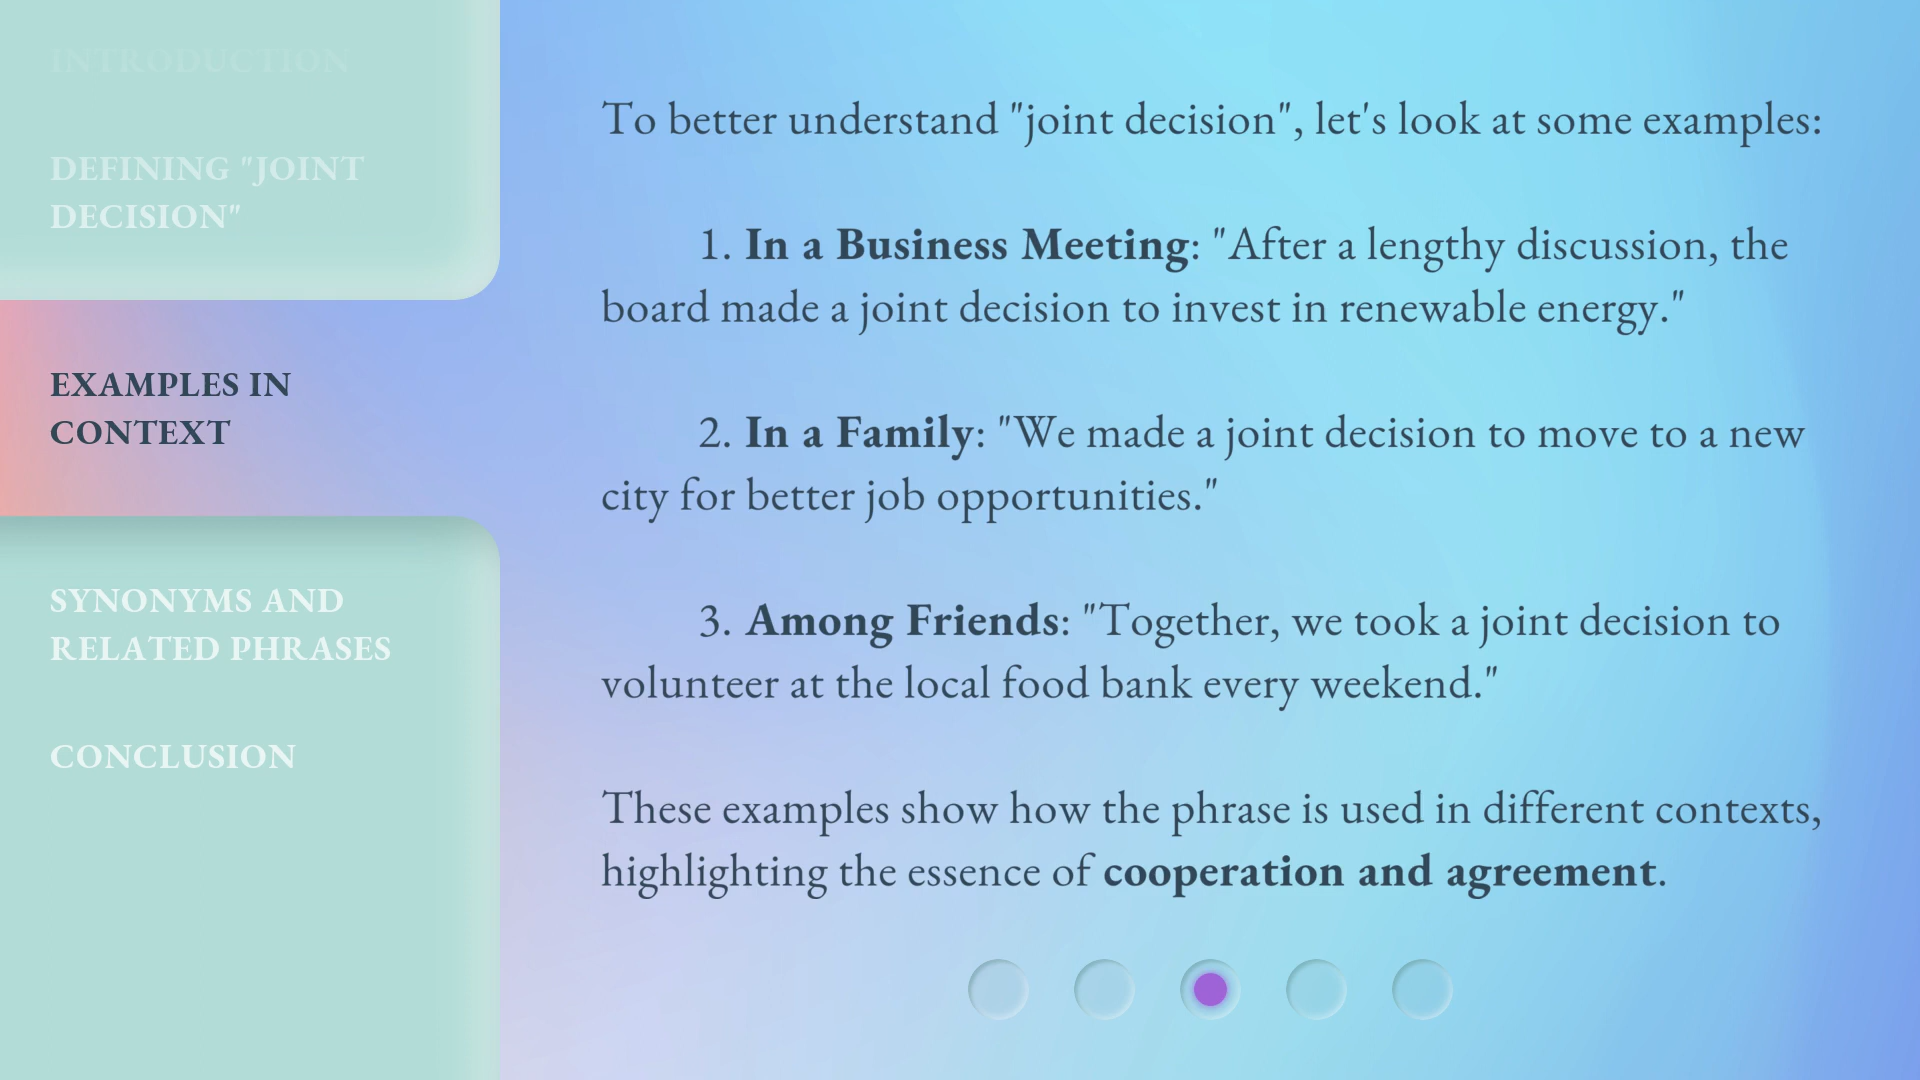 INTRODUCTION
DEFINING "JOINT
DECISION"
EXAMPLES IN
CONTEXT
SYNONYMS AND
RELATED PHRASES
CONCLUSION
To better understand "joint decision", let's look at some examples:
1. In a Business Meeting: "After a lengthy discussion, the
board made a joint decision to invest in renewable energy."
2. In a Family: "We made a joint decision to move to a new
city for better job opportunities."
3. Among Friends: "Together, we took a joint decision to
volunteer at the local food bank every weekend."
These examples show how the phrase is used in different contexts,
highlighting the essence of cooperation and agreement.